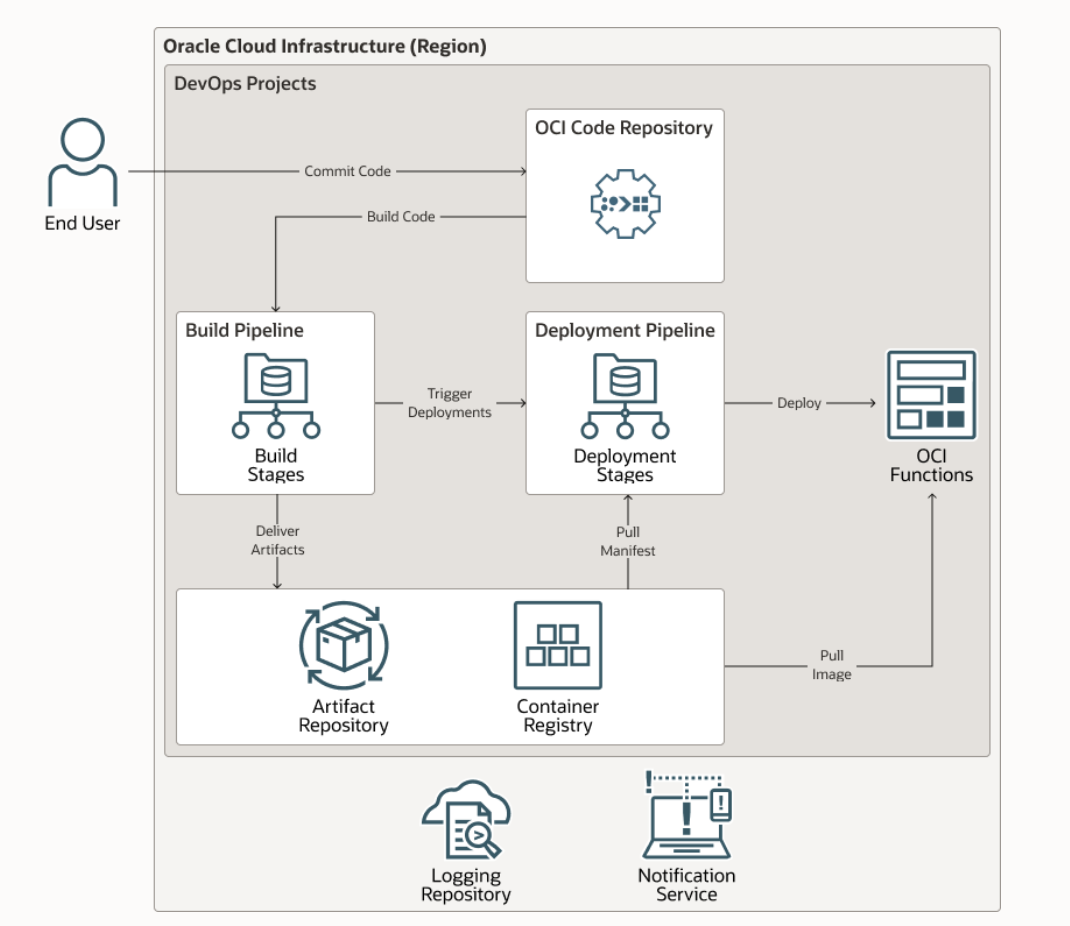 Oracle Cloud Infrastructure (Region)
DevOps Projects
OCI Code Repository
Commit Code
End User
Build Code
Build Pipeline
Deployment Pipeline
Trigger
Deployments
Deploy
Build
Stages
Deployment
Stages
OCI
Functions
Deliver
Artifacts
Pull
Manifest
Pull
Image
Artifact
Repository
Container
Registry
Logging
Repository
Notification
Service